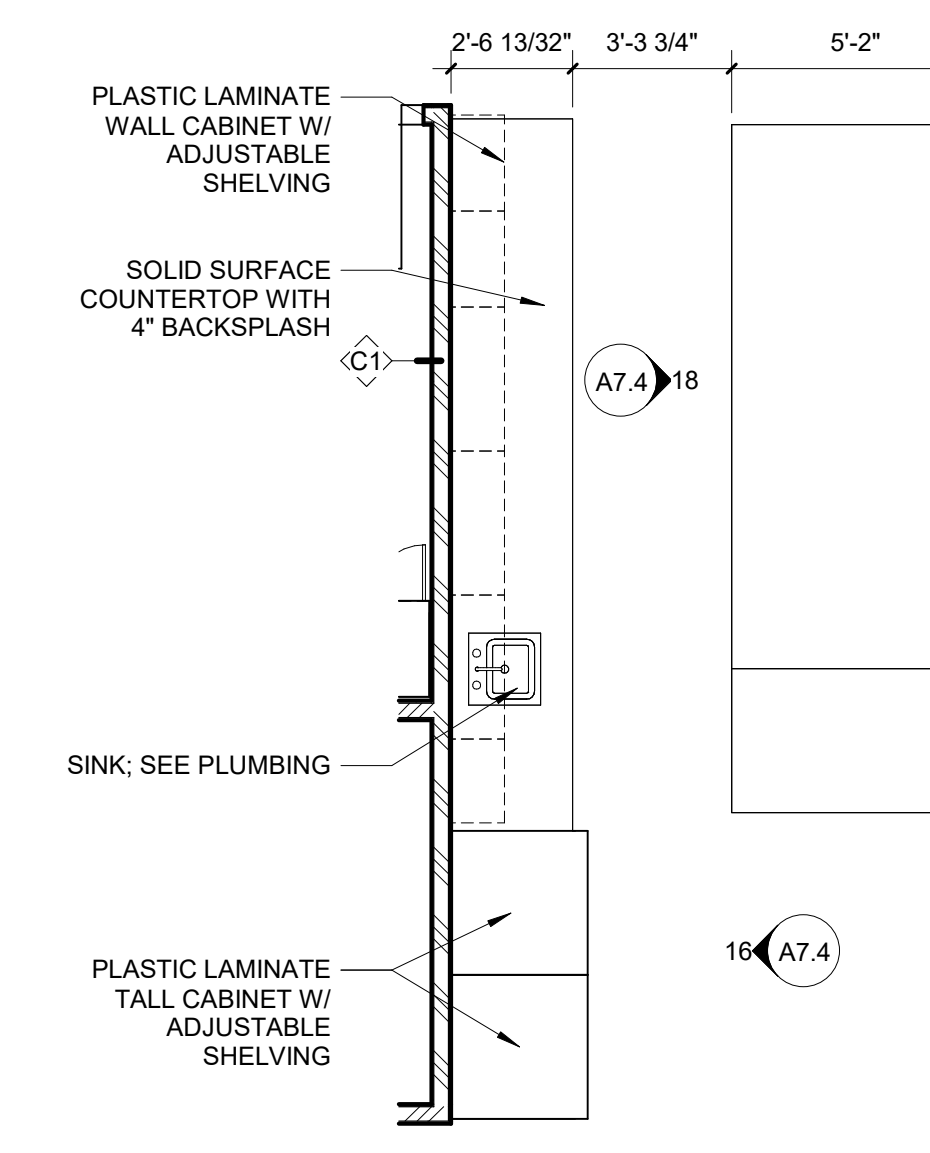 2'-6 13/32" 3'-3 3/4" 5'-2"
PLASTIC LAMINATE
WALL CABINET W/
ADJUSTABLE
SHELVING
SOLID SURFACE
COUNTERTOP WITH
4" BACKSPLASH
C1
A7.4 18
SINK; SEE PLUMBING
16 A7.4
PLASTIC LAMINATE
TALL CABINET W/
ADJUSTABLE
SHELVING